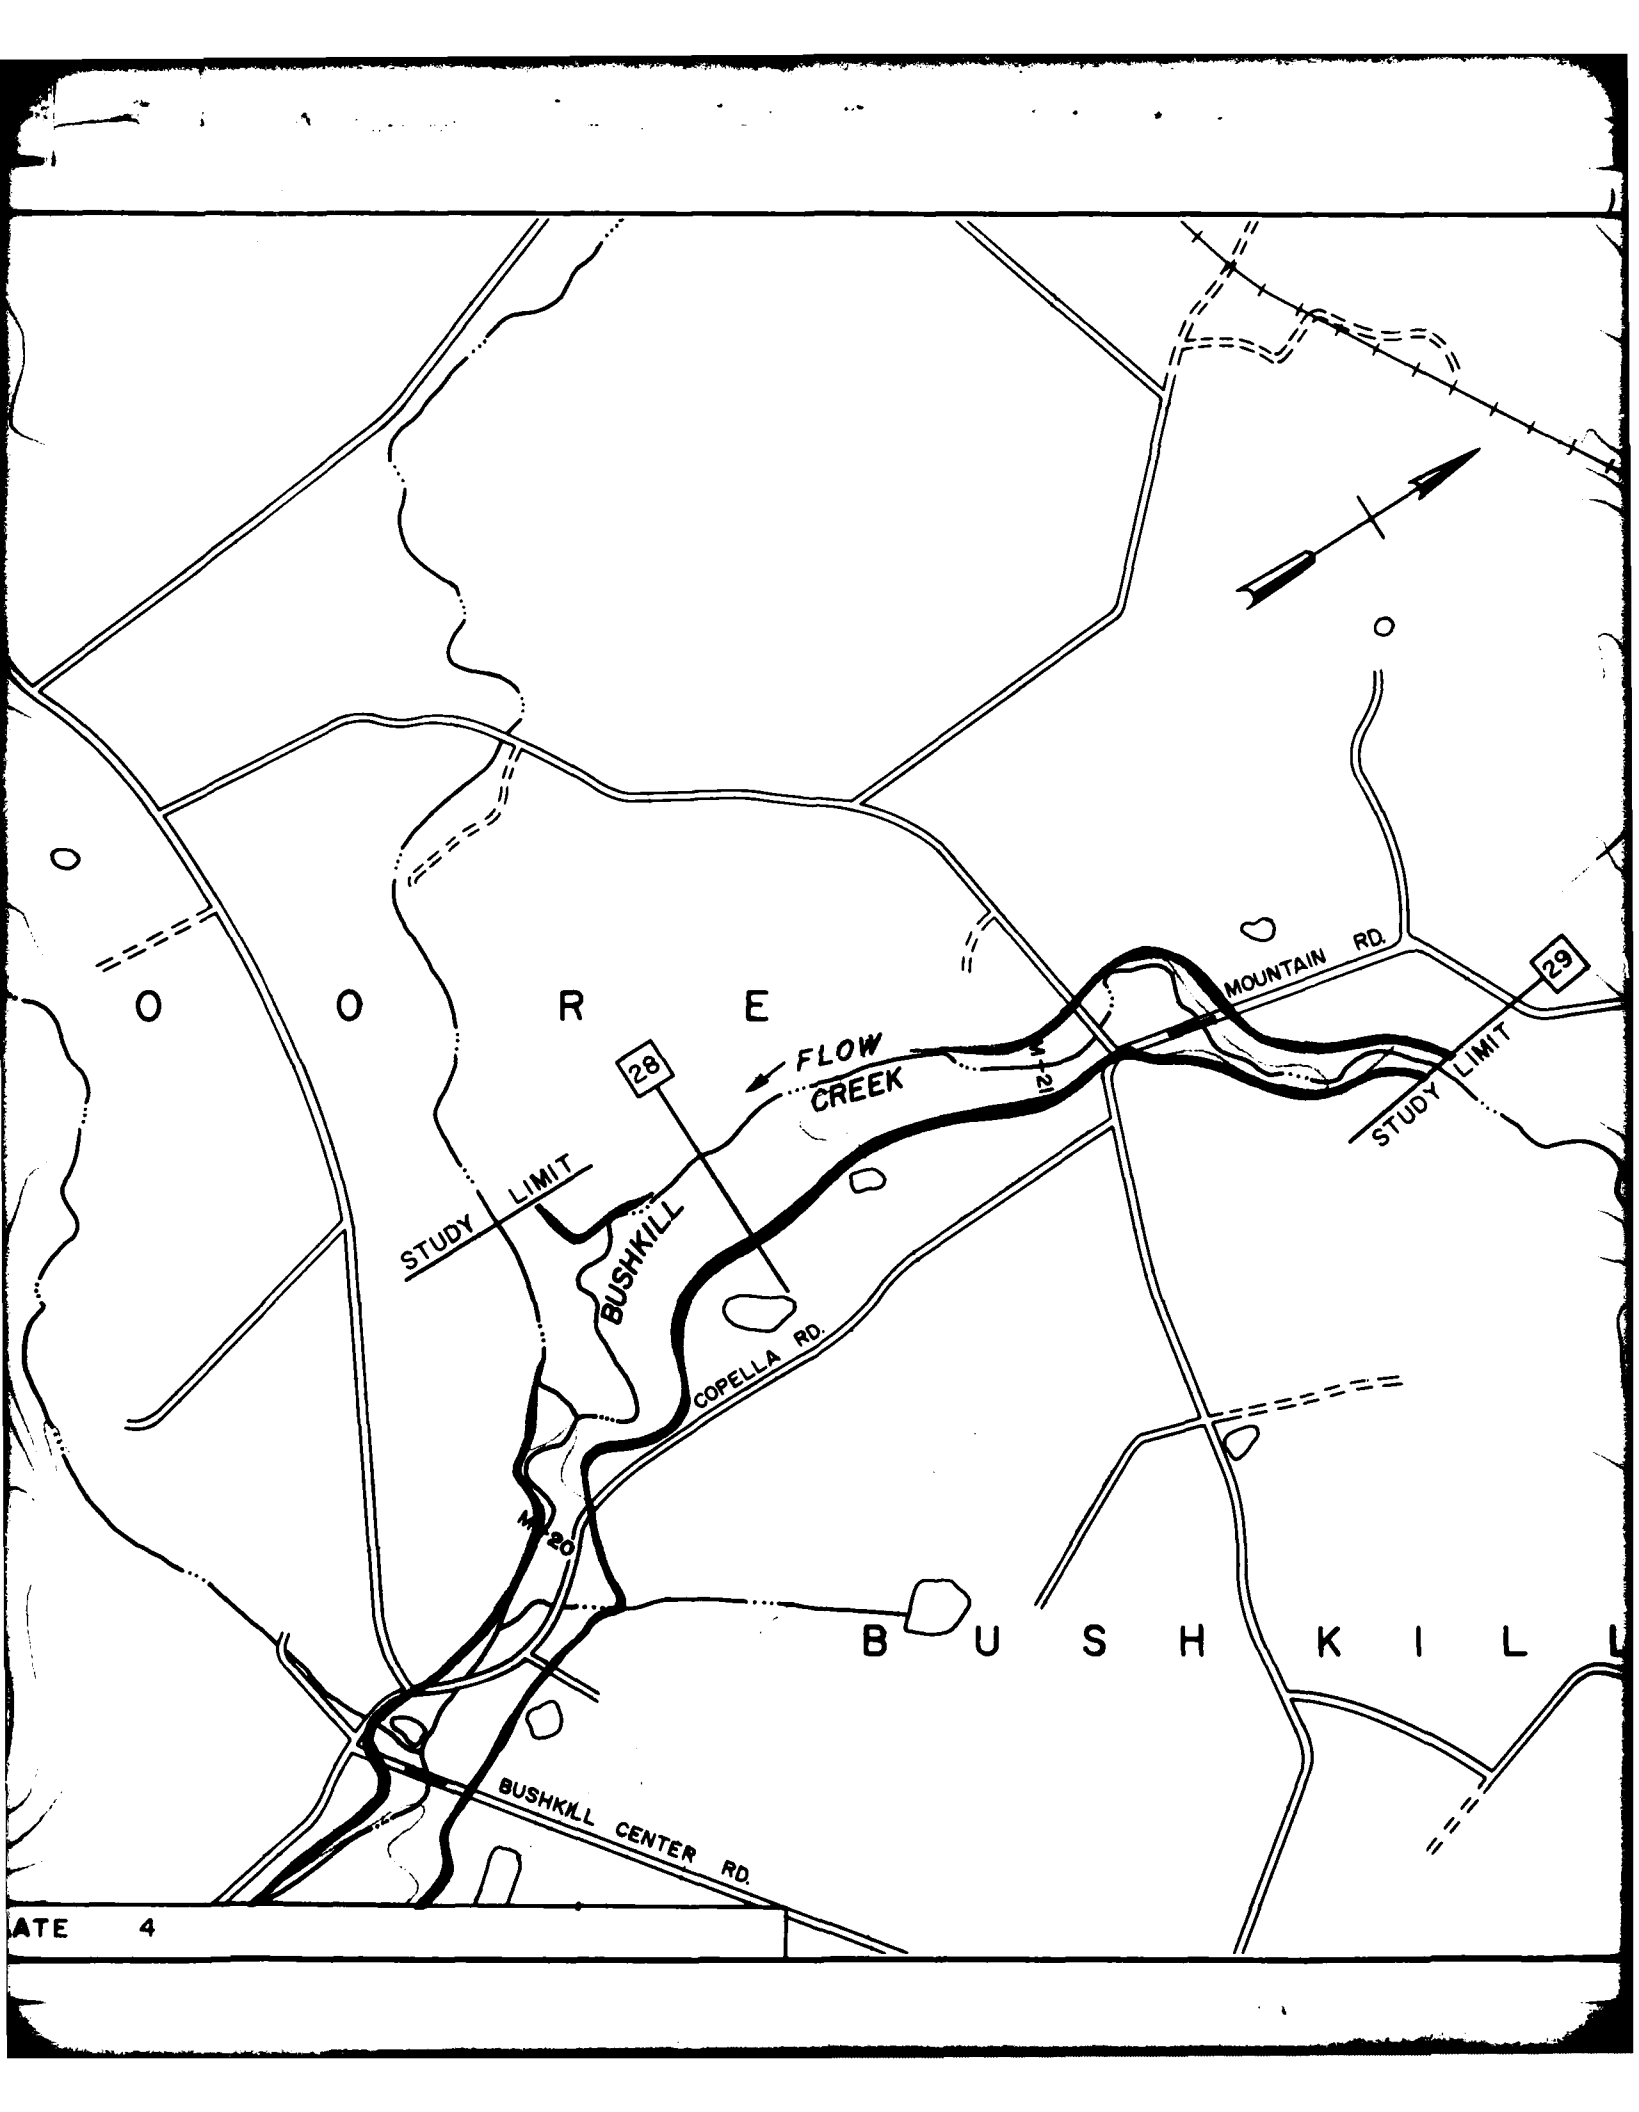 MOUNTAIN RD.
29
O O R E
FLOW
M-21
28
CREEK
STUDY LIMIT
STUDY LIMIT
BUSHKILL
COPELLA RD.
M-20
B U S H K I L L
BUSHKILL CENTER RD.
ATE 4